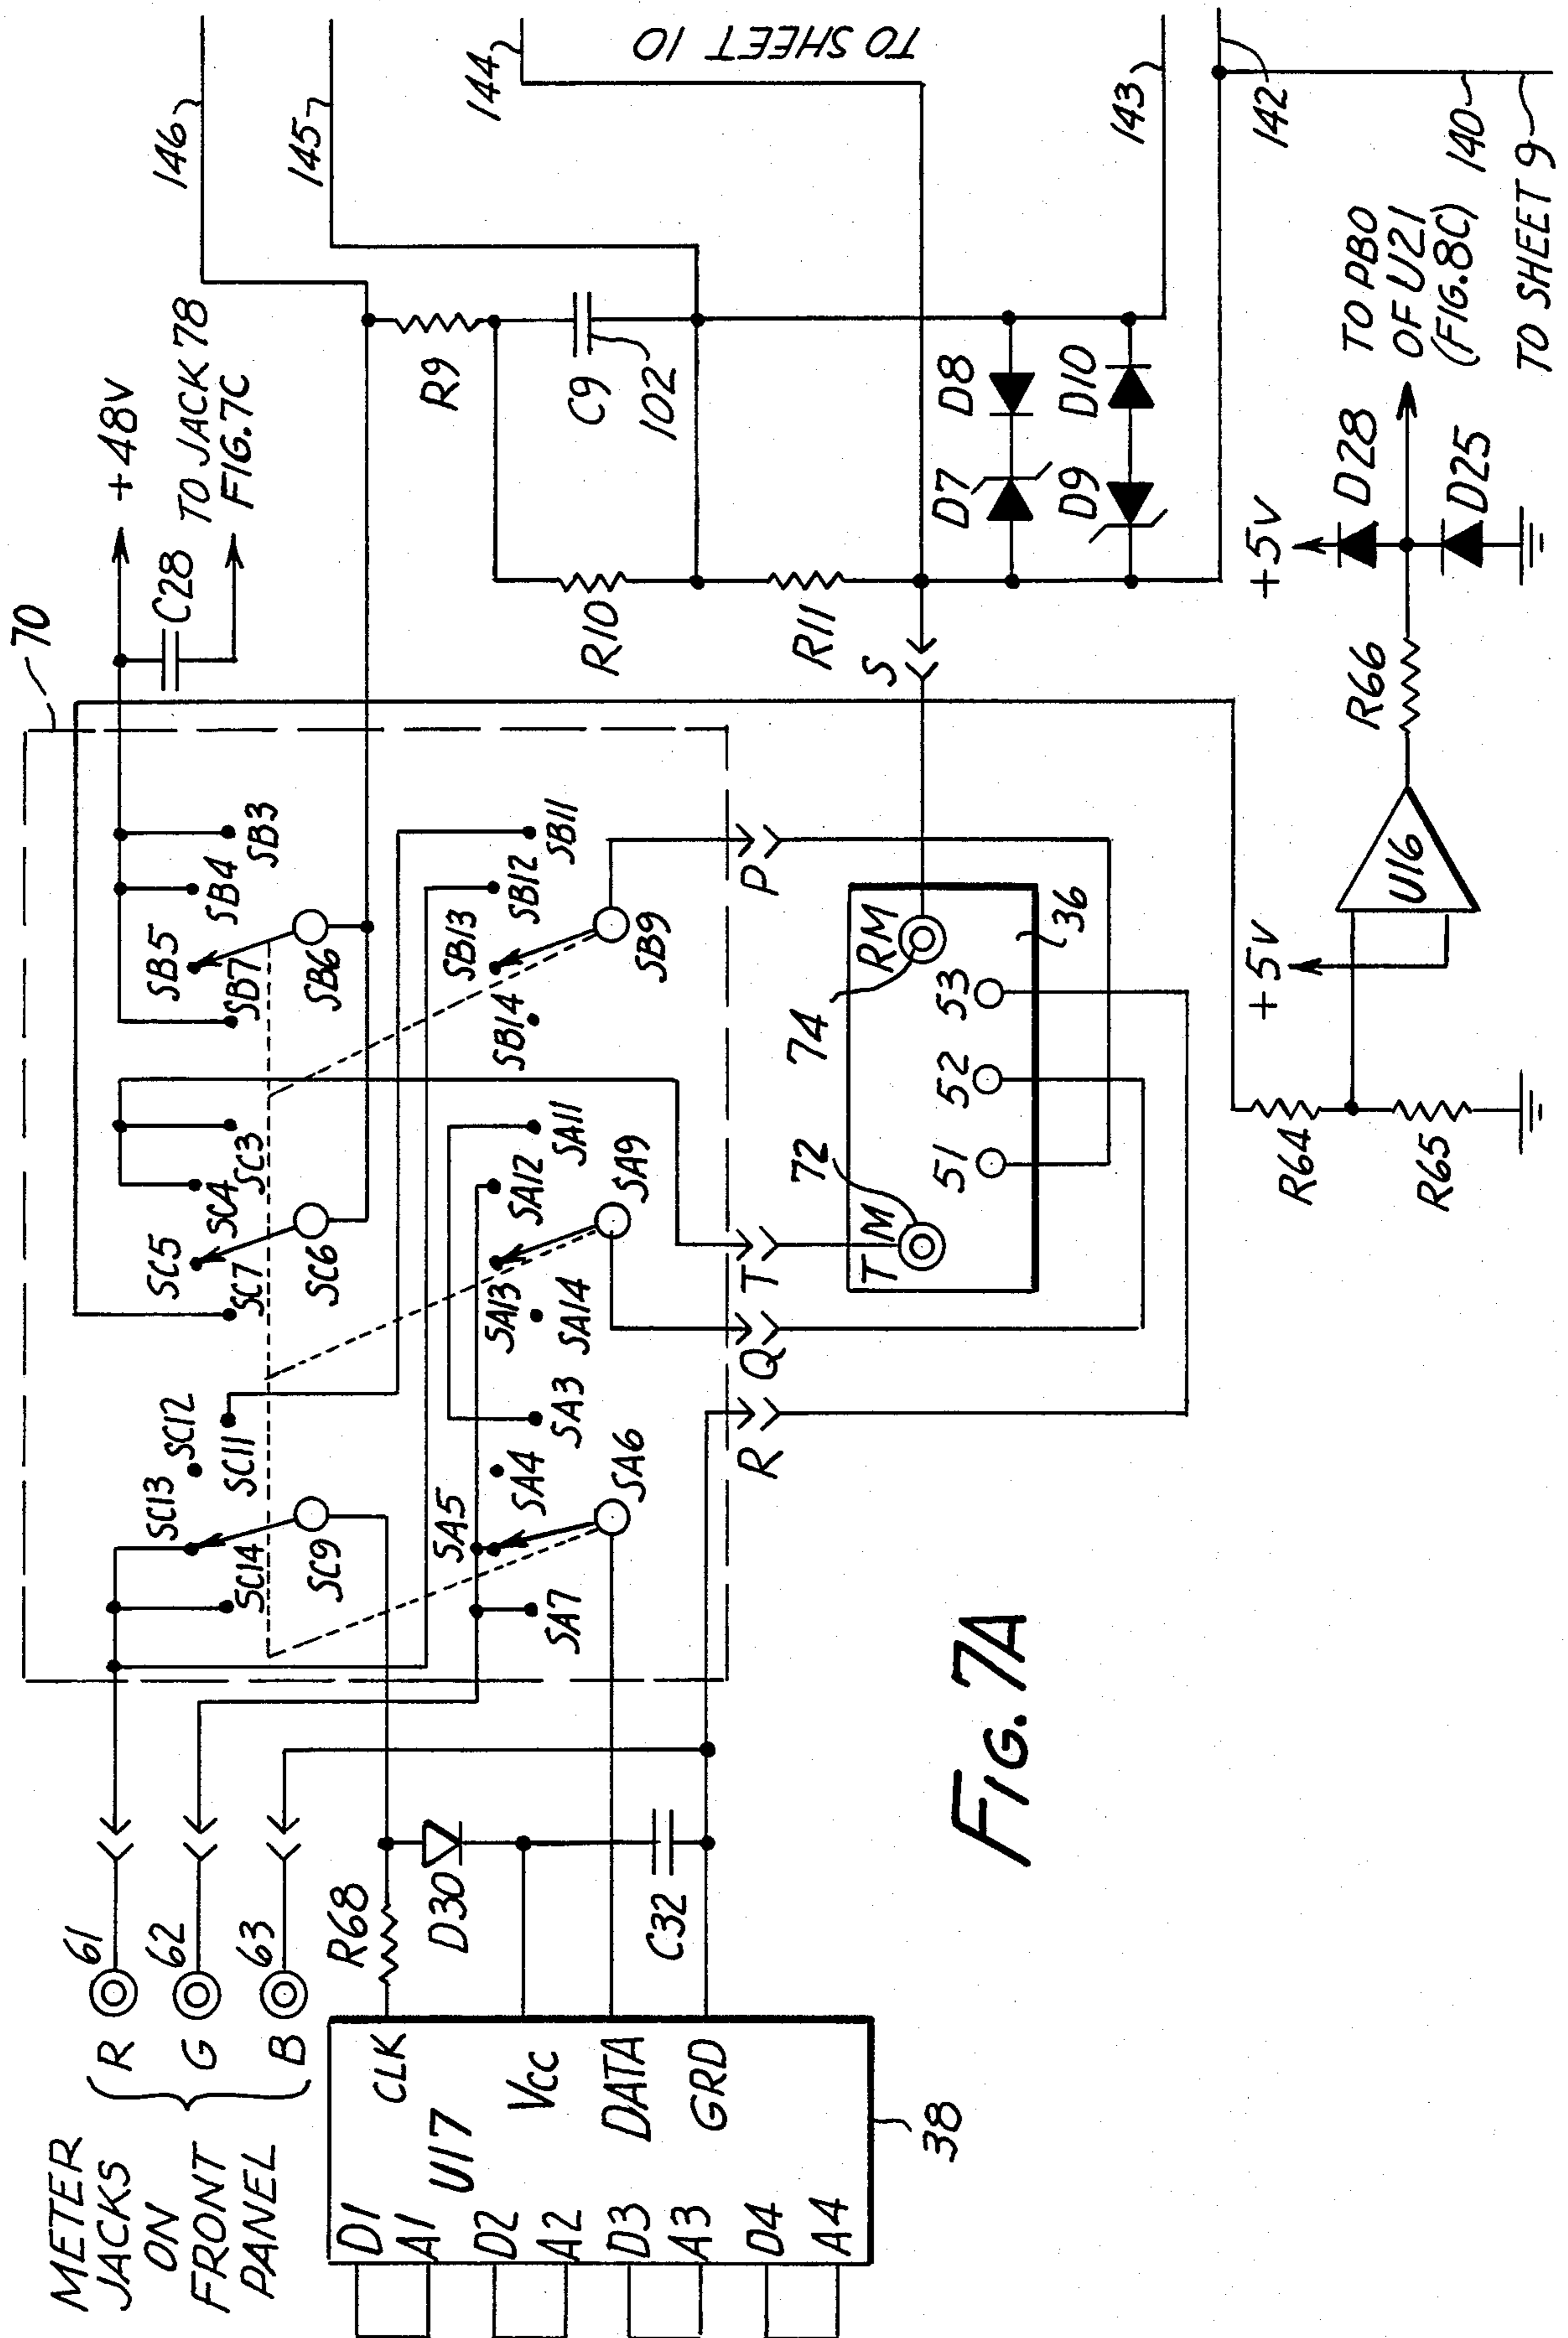 METER
JACKS
ON
FRONT
PANEL
R
G
B
61
62
63
D1
A1
D2
A2
D3
A3
D4
A4
U17
CLK
Vcc
DATA
GRD
38
R68
D30
C32
70
SC14
SC13
SC12
SC11
SC9
SC7
SC5
SC4
SC3
SC6
SB7
SB5
SB4
SB3
SB6
SA7
SA5
SA4
SA3
SA6
SA14
SA13
SA12
SA11
SA9
SB14
SB13
SB12
SB11
SB9
R
Q
T
P
S
72
74
T M
RM
51
52
53
36
+48V
C28
TO JACK 78
FIG.7C
R9
C9
102
R10
R11
D7
D8
D9
D10
146
145
144
143
142
140
TO SHEET 10
TO SHEET 9
R64
R65
+5V
U16
R66
+5V
D28
D25
TO PB0
OF U21
(FIG.8C)
FIG. 7A